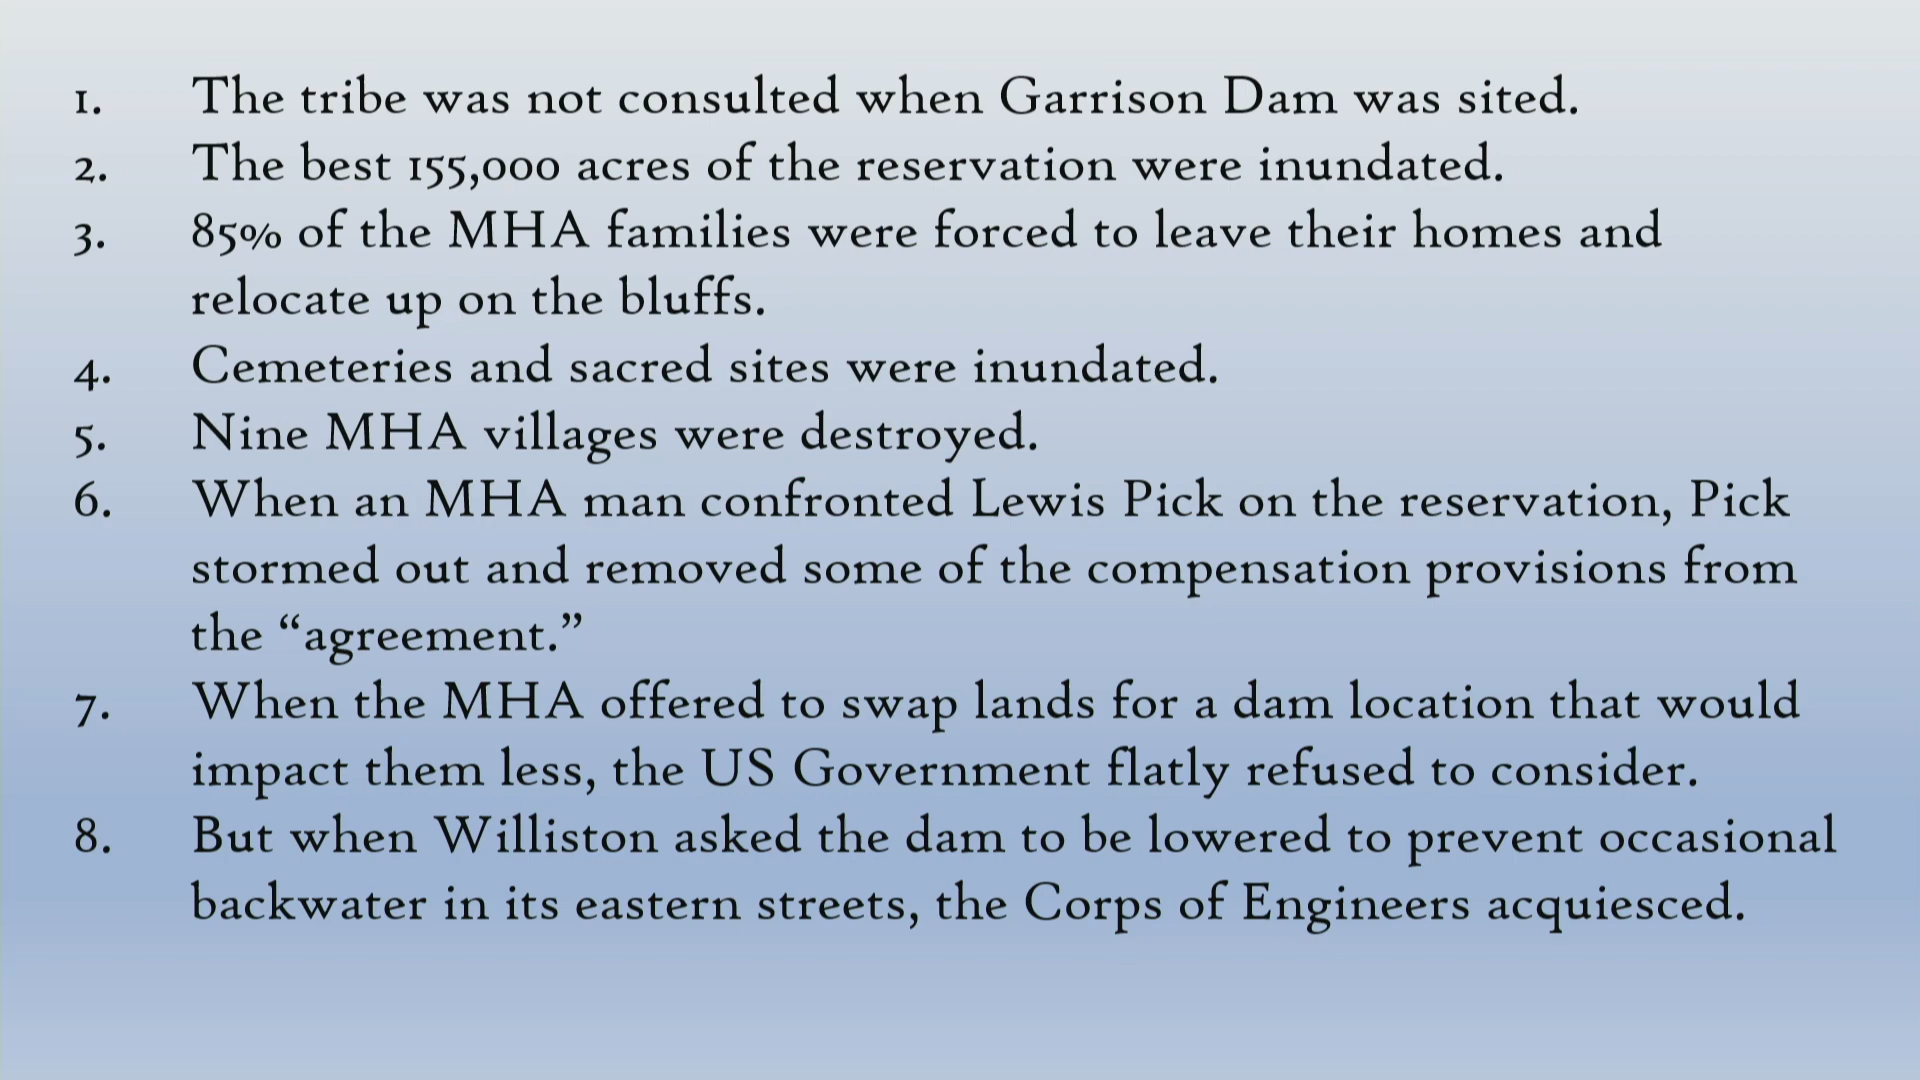 1. The tribe was not consulted when Garrison Dam was sited.
2. The best 155,000 acres of the reservation were inundated.
3. 85% of the MHA families were forced to leave their homes and
relocate up on the bluffs.
4. Cemeteries and sacred sites were inundated.
5. Nine MHA villages were destroyed.
6. When an MHA man confronted Lewis Pick on the reservation, Pick
stormed out and removed some of the compensation provisions from
the “agreement.”
7. When the MHA offered to swap lands for a dam location that would
impact them less, the US Government flatly refused to consider.
8. But when Williston asked the dam to be lowered to prevent occasional
backwater in its eastern streets, the Corps of Engineers acquiesced.